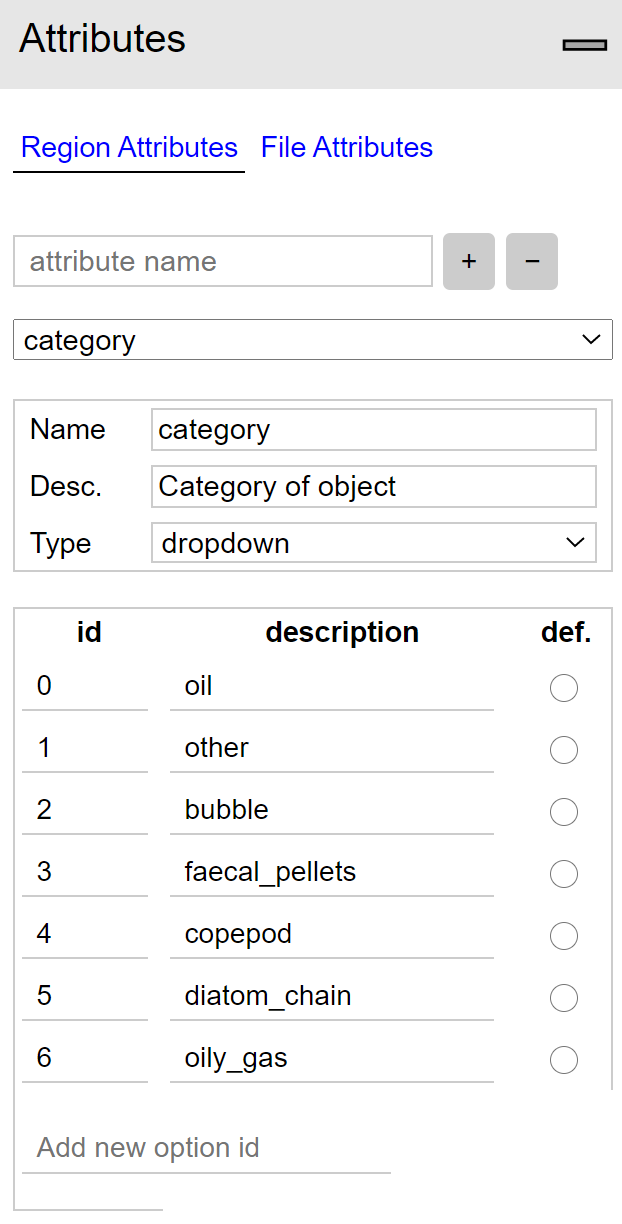 Attributes
Region Attributes File Attributes
attribute name + −
category
Name category
Desc. Category of object
Type dropdown
id description def.
0 oil
1 other
2 bubble
3 faecal_pellets
4 copepod
5 diatom_chain
6 oily_gas
Add new option id